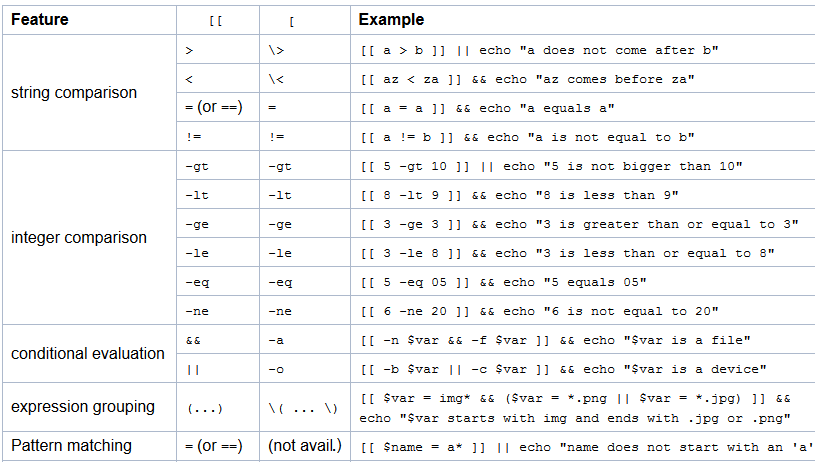 Feature [[ [ Example
string comparison
> \> [[ a > b ]] || echo "a does not come after b"
< \< [[ az < za ]] && echo "az comes before za"
= (or ==) = [[ a = a ]] && echo "a equals a"
!= != [[ a != b ]] && echo "a is not equal to b"
integer comparison
-gt -gt [[ 5 -gt 10 ]] || echo "5 is not bigger than 10"
-lt -lt [[ 8 -lt 9 ]] && echo "8 is less than 9"
-ge -ge [[ 3 -ge 3 ]] && echo "3 is greater than or equal to 3"
-le -le [[ 3 -le 8 ]] && echo "3 is less than or equal to 8"
-eq -eq [[ 5 -eq 05 ]] && echo "5 equals 05"
-ne -ne [[ 6 -ne 20 ]] && echo "6 is not equal to 20"
conditional evaluation
&& -a [[ -n $var && -f $var ]] && echo "$var is a file"
|| -o [[ -b $var || -c $var ]] && echo "$var is a device"
expression grouping (...) \( ... \) [[ $var = img* && ($var = *.png || $var = *.jpg) ]] &&
echo "$var starts with img and ends with .jpg or .png"
Pattern matching = (or ==) (not avail.) [[ $name = a* ]] || echo "name does not start with an 'a'